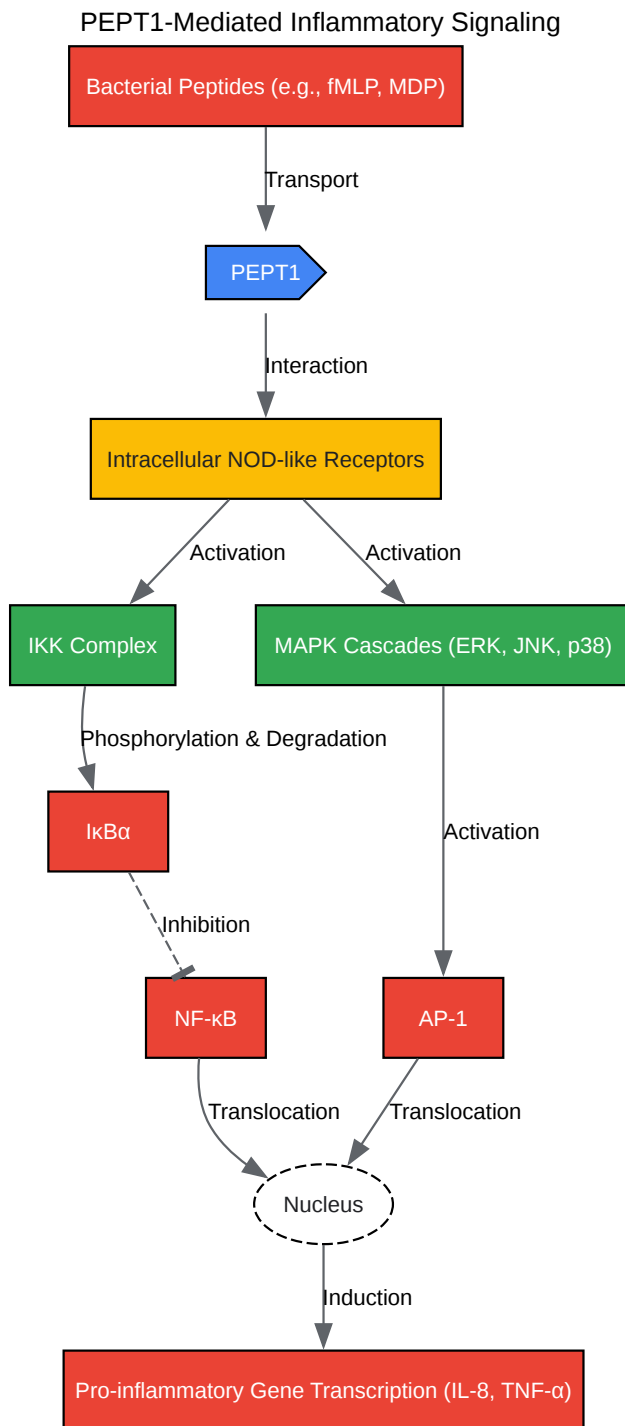 PEPT1-Mediated Inflammatory Signaling
Bacterial Peptides (e.g., fMLP, MDP)
Transport
PEPT1
Interaction
Intracellular NOD-like Receptors
Activation
Activation
IKK Complex
MAPK Cascades (ERK, JNK, p38)
Phosphorylation & Degradation
IκBα
Activation
Inhibition
NF-κB
AP-1
Translocation
Translocation
Nucleus
Induction
Pro-inflammatory Gene Transcription (IL-8, TNF-α)